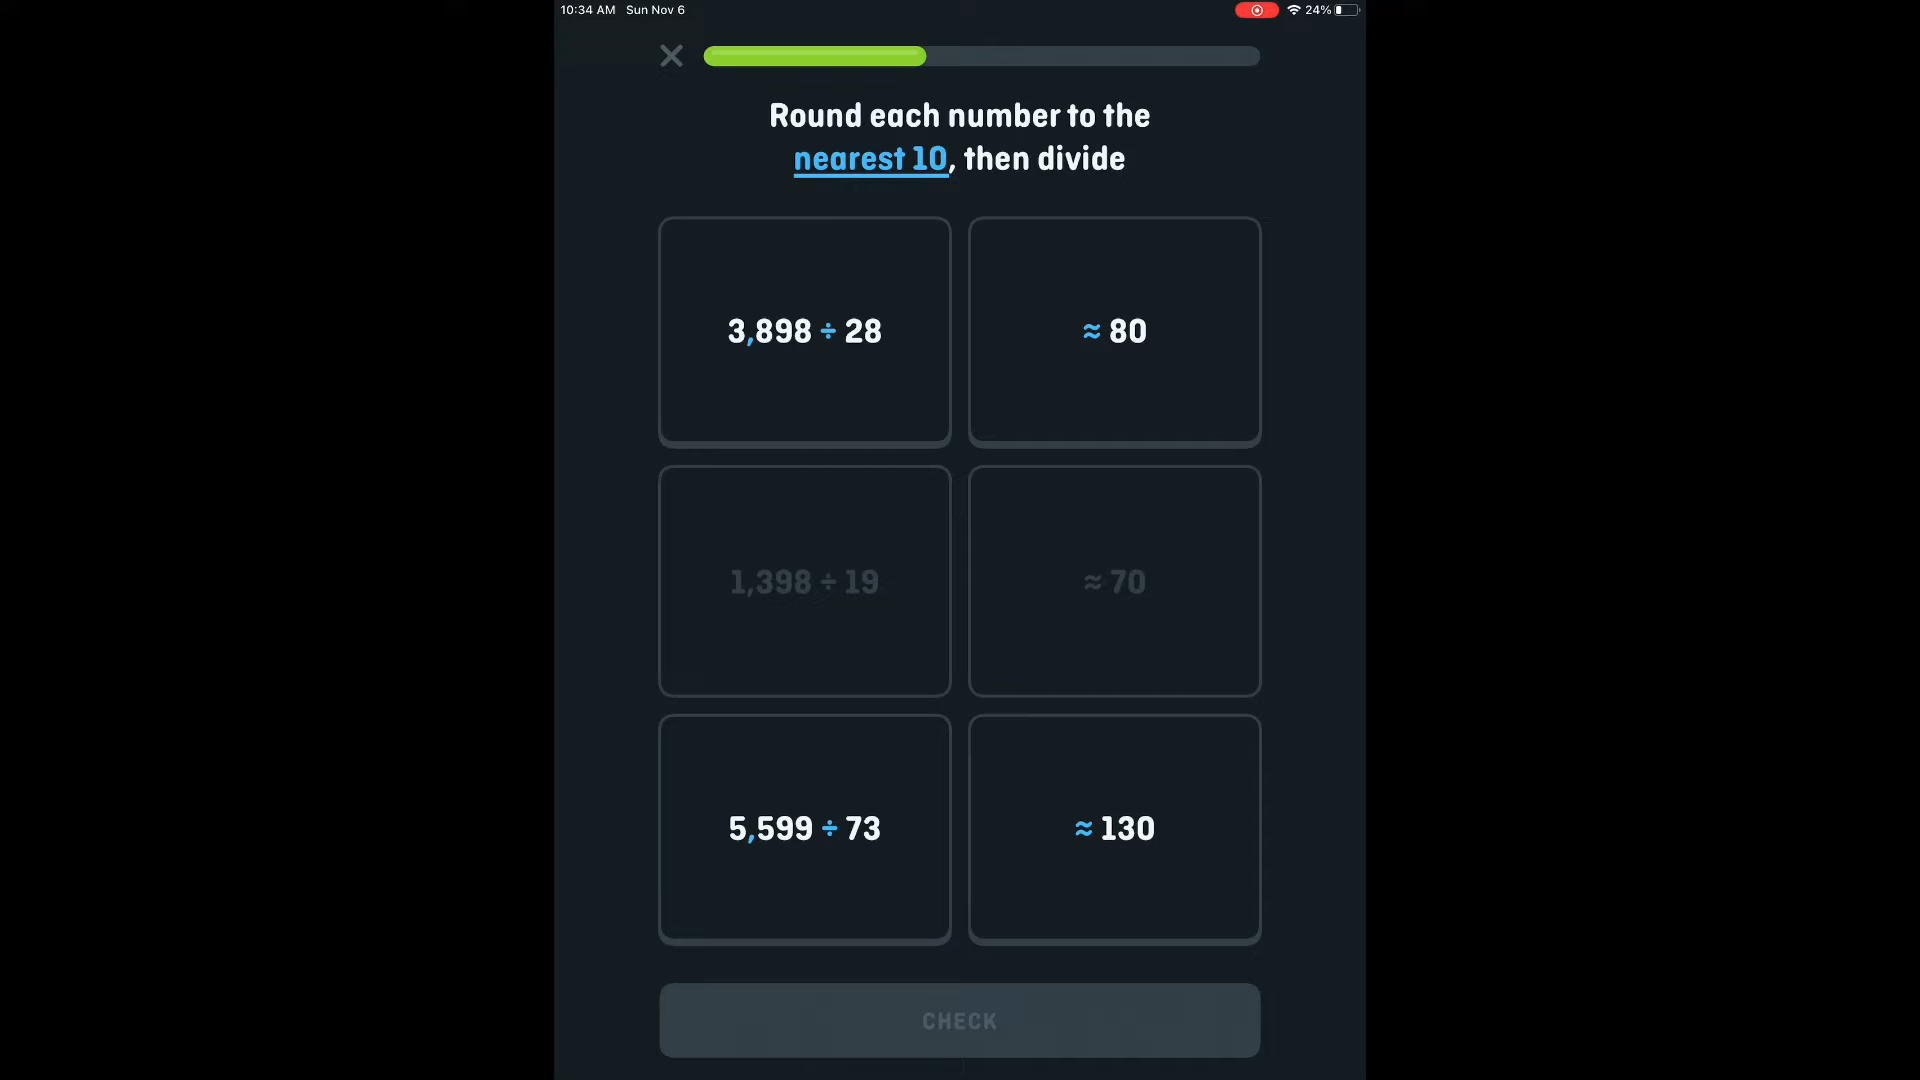 10:34 AM Sun Nov 6
24%
Round each number to the
nearest 10, then divide
3,898 ÷ 28
≈ 80
1,398 ÷ 19
≈ 70
5,599 ÷ 73
≈ 130
CHECK